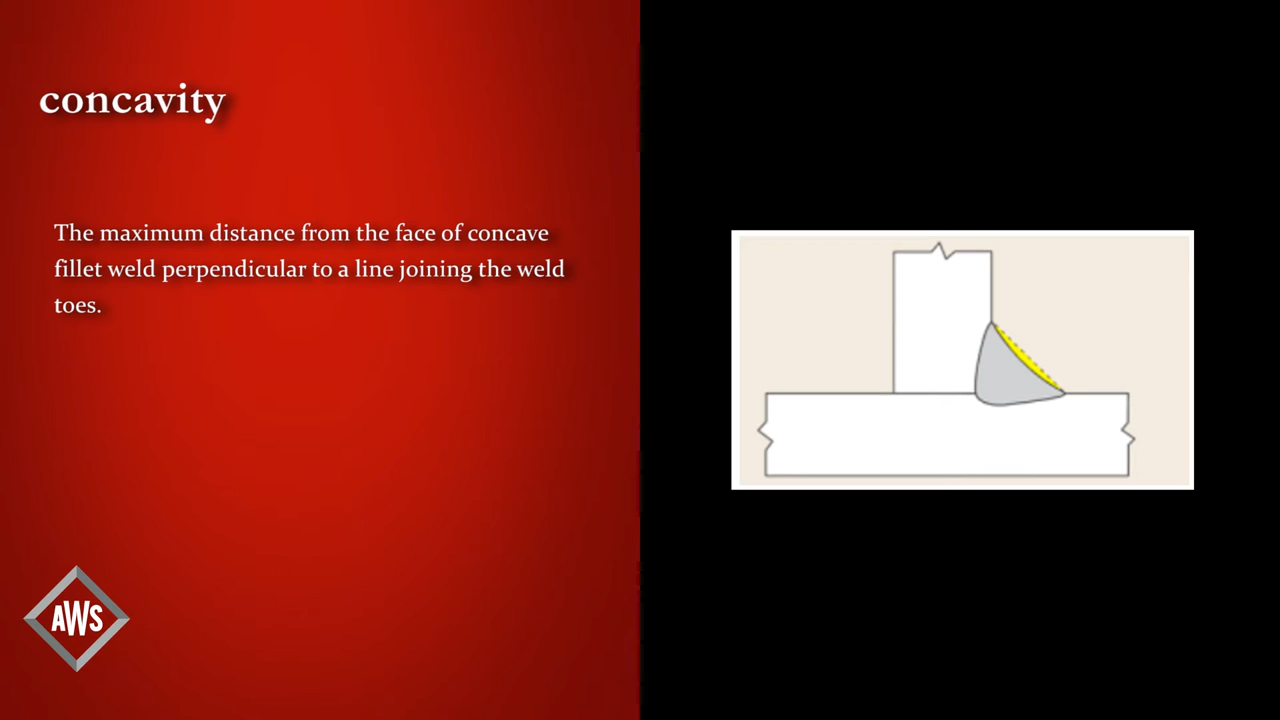 concavity
The maximum distance from the face of concave
fillet weld perpendicular to a line joining the weld
toes.
AWS